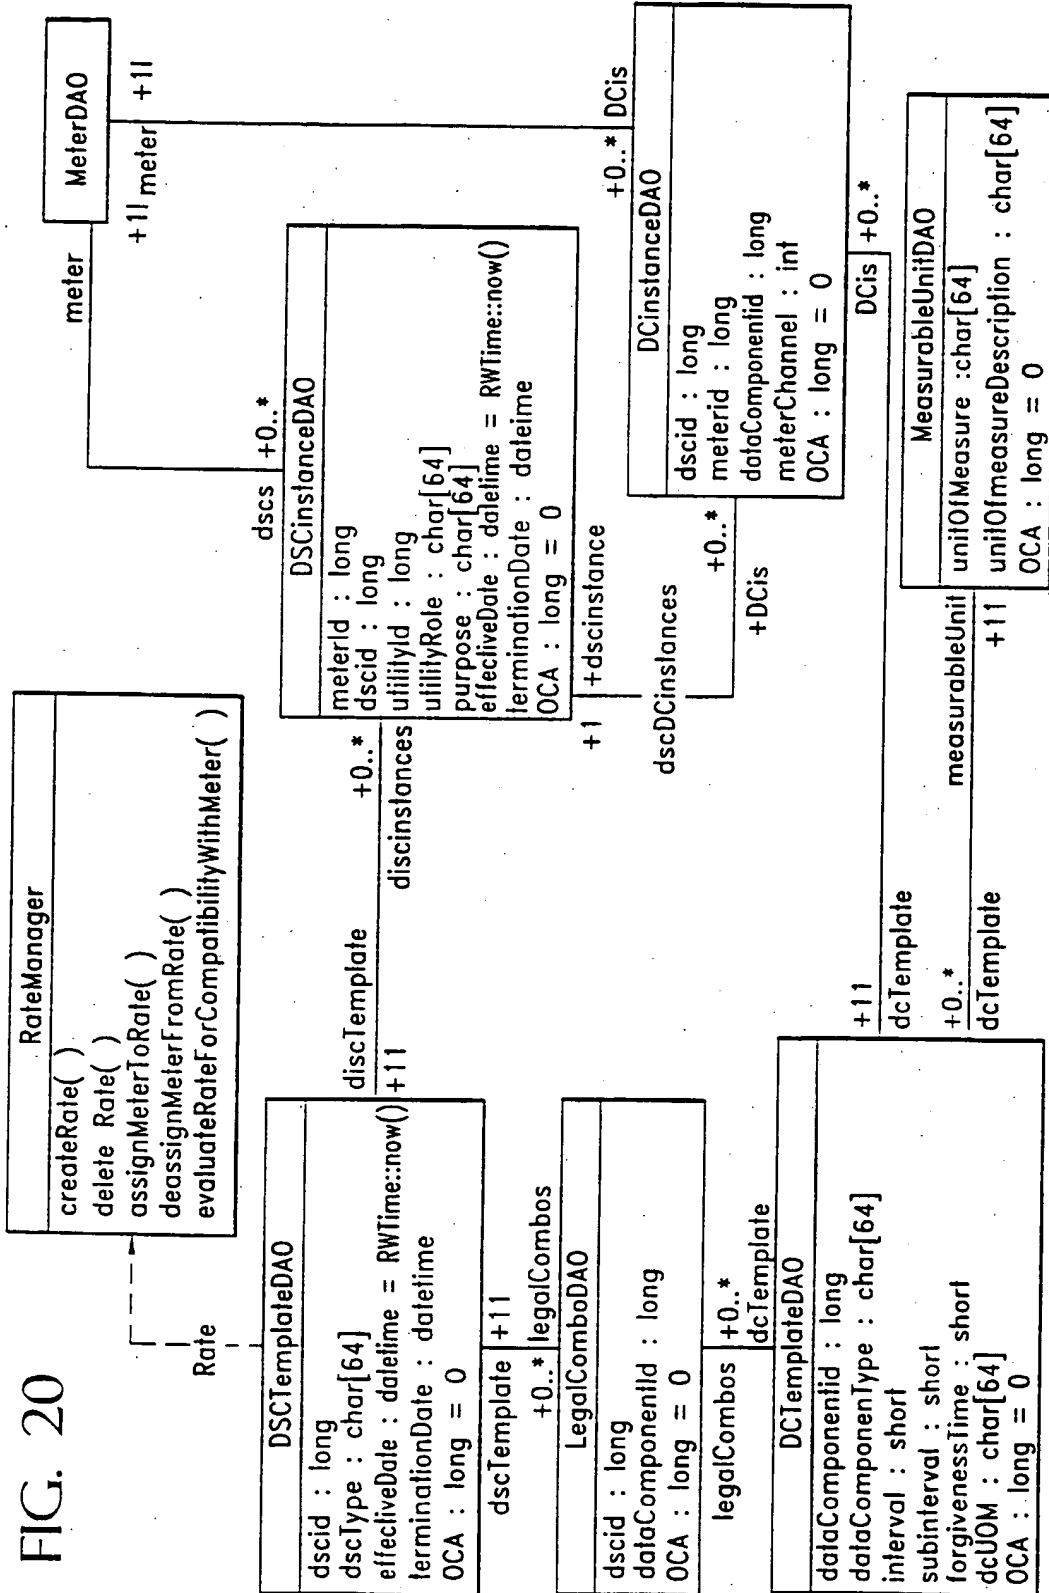 FIG. 20
RateManager
createRate( )
delete Rate( )
assignMeterToRate( )
deassignMeterFromRate( )
evaluateRateForCompatibilityWithMeter( )
Rate
MeterDAO
meter
+1l
meter
+1l
DSCTemplateDAO
dscid : long
dscType : char[64]
effectiveDate : datetime = RWTime::now()
terminationDate : datetime
OCA : long = 0
discTemplate
+11
+0..*
discinstances
dscs
+0..*
DSCinstanceDAO
meterId : long
dscid : long
utilityId : long
utilityRole : char[64]
purpose : char[64]
effectiveDate : datetime = RWTime::now()
terminationDate : dateime
OCA : long = 0
+1
+dscinstance
dscDCinstances
+0..*
+DCis
dscTemplate
+11
+0..*
legalCombos
LegalComboDAO
dscid : long
dataComponentId : long
OCA : long = 0
legalCombos
+0..*
dcTemplate
+0..*
DCis
DCinstanceDAO
dscid : long
meterid : long
dataComponentid : long
meterChannel : int
OCA : long = 0
DCis
+0..*
DCTemplateDAO
dataComponentid : long
dataComponenType : char[64]
interval : short
subinterval : short
forgivenessTime : short
dcUOM : char[64]
OCA : long = 0
+11
dcTemplate
+0..*
dcTemplate
measurableUnit
+11
MeasurableUnitDAO
unitOfMeasure :char[64]
unitOfmeasureDescription : char[64]
OCA : long = 0